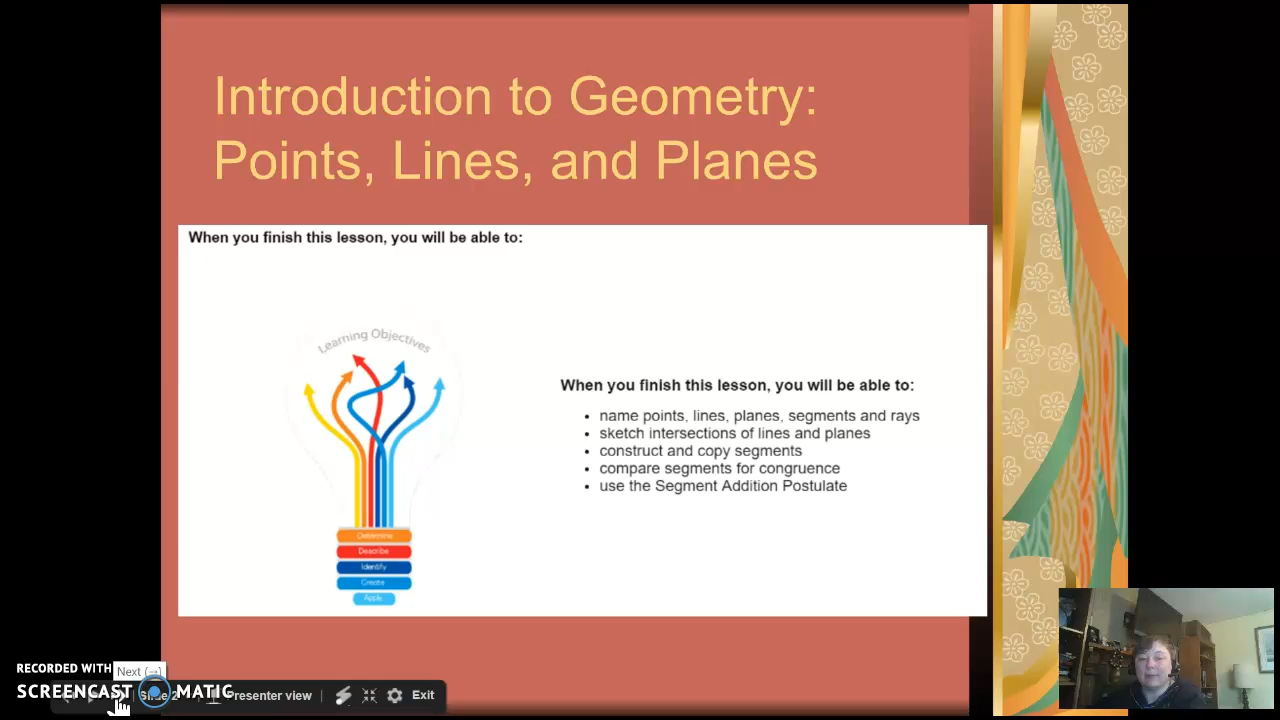 Introduction to Geometry:
Points, Lines, and Planes
When you finish this lesson, you will be able to:
Learning Objectives
When you finish this lesson, you will be able to:
• name points, lines, planes, segments and rays
• sketch intersections of lines and planes
• construct and copy segments
• compare segments for congruence
• use the Segment Addition Postulate
Determine
Describe
Identify
Create
Apply
RECORDED WITH
Next (→)
SCREENCAST MATIC
Slide 2
Presenter view
Exit